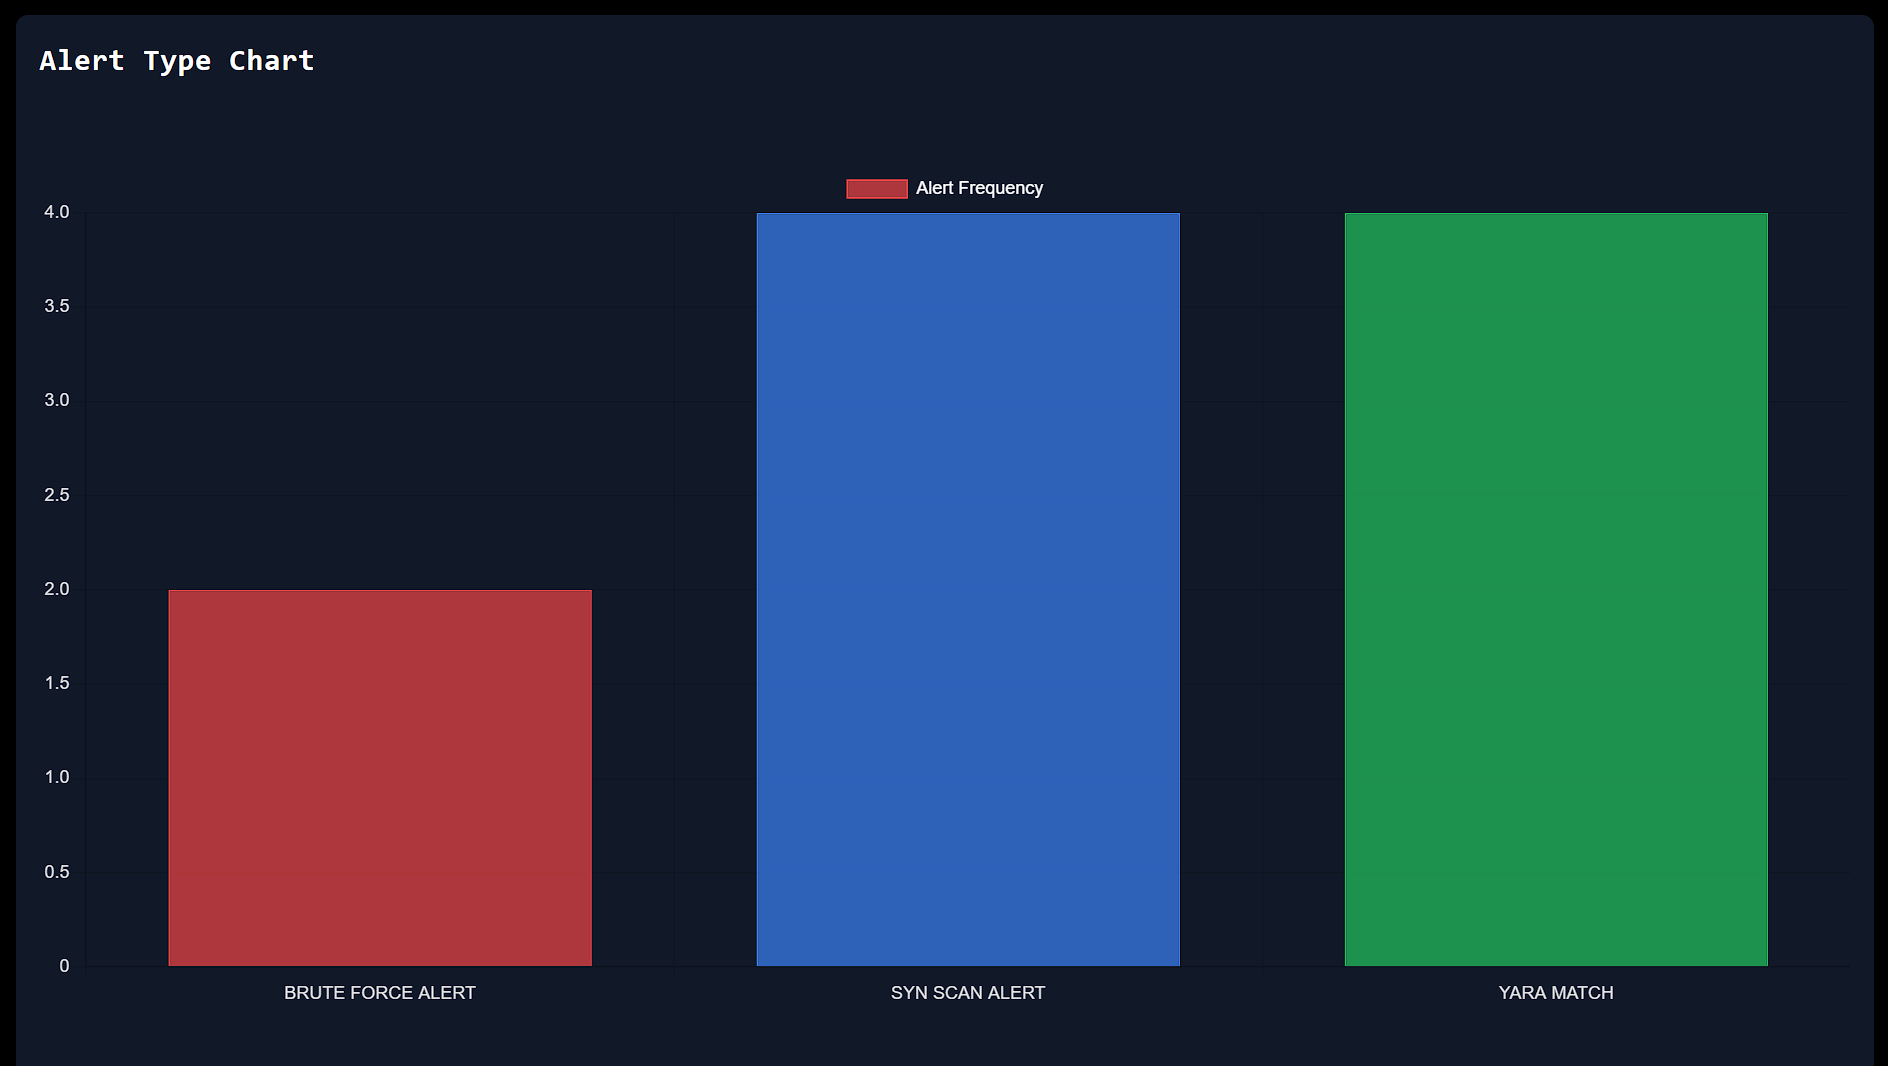 Alert Type Chart
Alert Frequency
4.0
3.5
3.0
2.5
2.0
1.5
1.0
0.5
0
BRUTE FORCE ALERT
SYN SCAN ALERT
YARA MATCH